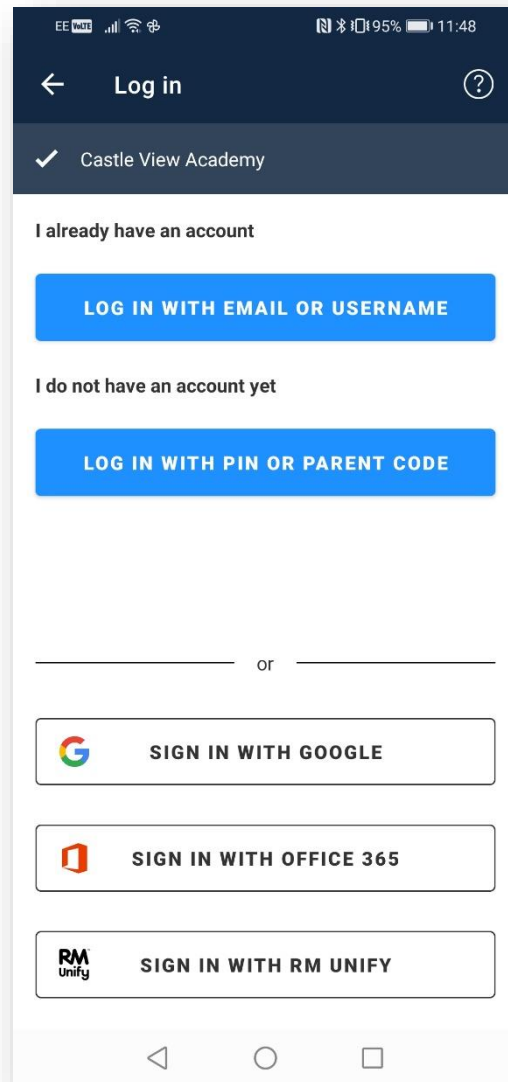 EE VoLTE 95% 11:48
Log in ?
Castle View Academy
I already have an account
LOG IN WITH EMAIL OR USERNAME
I do not have an account yet
LOG IN WITH PIN OR PARENT CODE
or
SIGN IN WITH GOOGLE
SIGN IN WITH OFFICE 365
RM
Unify
SIGN IN WITH RM UNIFY